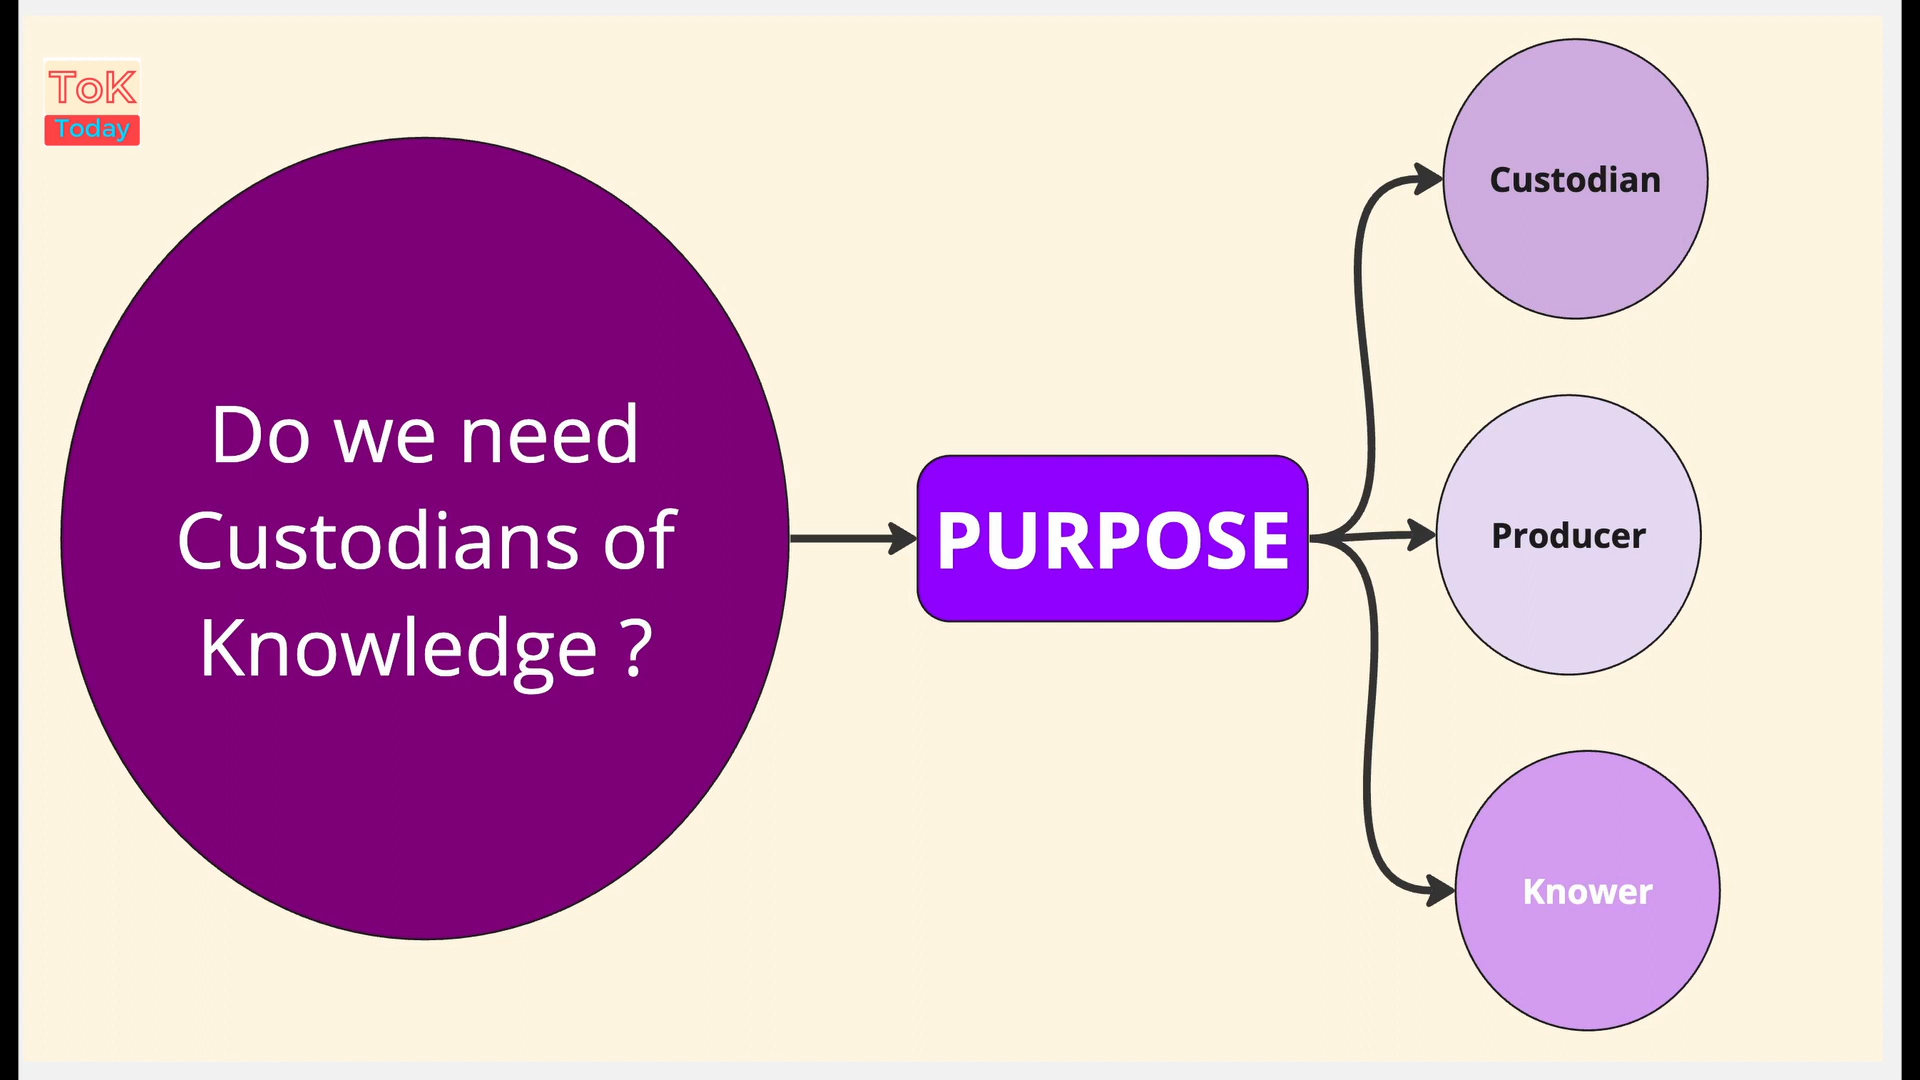 ToK
Today
Do we need
Custodians of
Knowledge ?
PURPOSE
Custodian
Producer
Knower